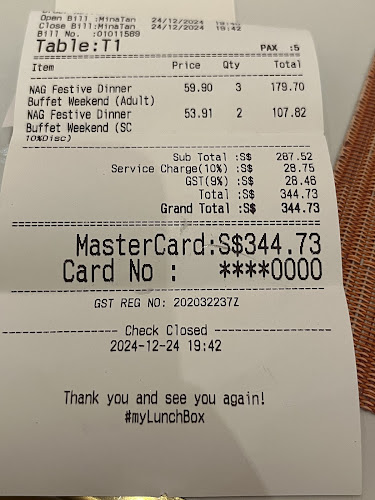 Open Bill :MinaTan 24/12/2024
Close Bill:MinaTan 24/12/2024 19:42
Bill No. :01011589
Table:T1 PAX :5
Item Price Qty Total
NAG Festive Dinner 59.90 3 179.70
Buffet Weekend (Adult)
NAG Festive Dinner 53.91 2 107.82
Buffet Weekend (SC
10%Disc)
Sub Total :S$ 287.52
Service Charge(10%) :S$ 28.75
GST(9%) :S$ 28.46
Total :S$ 344.73
Grand Total :S$ 344.73
MasterCard:S$344.73
Card No : ****0000
GST REG NO: 202032237Z
Check Closed
2024-12-24 19:42
Thank you and see you again!
#myLunchBox